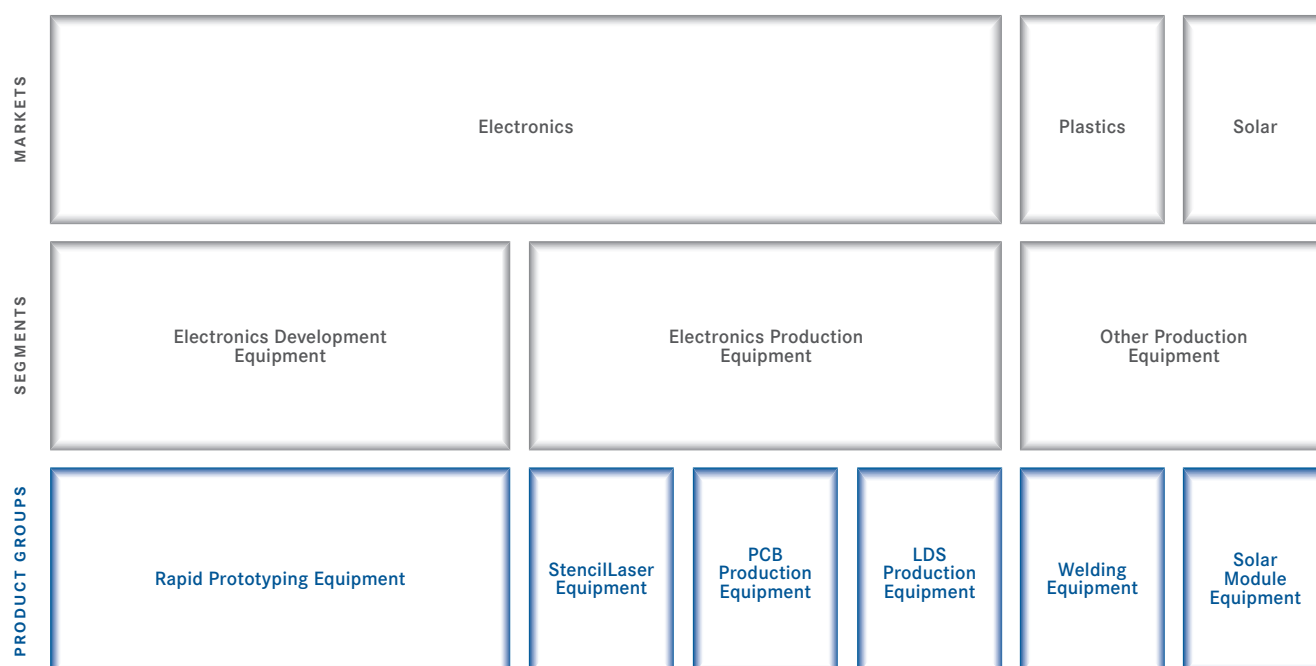 MARKETS
Electronics
Plastics
Solar
SEGMENTS
Electronics Development
Equipment
Electronics Production
Equipment
Other Production
Equipment
PRODUCT GROUPS
Rapid Prototyping Equipment
StencilLaser
Equipment
PCB
Production
Equipment
LDS
Production
Equipment
Welding
Equipment
Solar
Module
Equipment